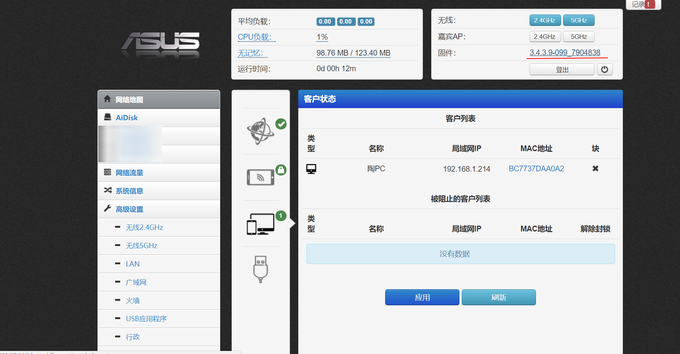 记录 !
ASUS
平均负载: 0.00 0.00 0.00
CPU负载: 1%
无记忆: 98.76 MB / 123.40 MB
运行时间: 0d 00h 12m
无线: 2.4GHz 5GHz
嘉宾AP: 2.4GHz 5GHz
固件: 3.4.3.9-099_7904838
登出
网络地图
AiDisk
网络流量
系统信息
高级设置
无线2.4GHz
无线5GHz
LAN
广域网
火墙
USB应用程序
行政
1
客户状态
客户列表
类型 名称 局域网IP MAC地址 块
陶PC 192.168.1.214 BC7737DAA0A2
被阻止的客户列表
类型 名称 局域网IP MAC地址 解除封锁
没有数据
应用 刷新